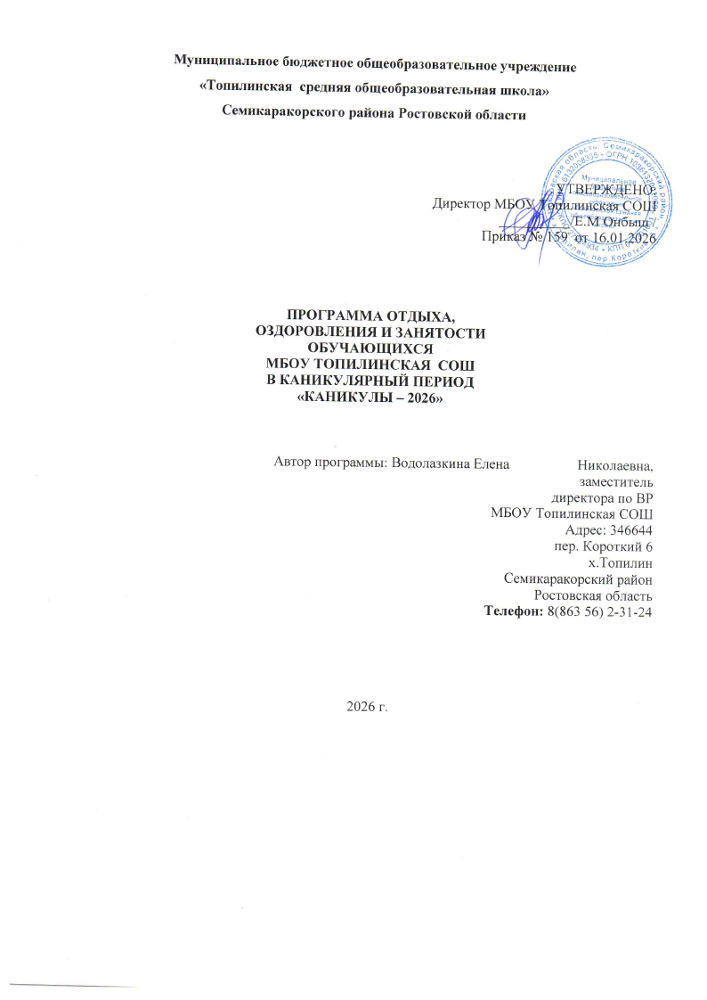 Муниципальное бюджетное общеобразовательное учреждение
«Топилинская средняя общеобразовательная школа»
Семикаракорского района Ростовской области
УТВЕРЖДЕНО:
Директор МБОУ Топилинская СОШ
/Е.М Онбыш
Приказ № 159 от 16.01.2026
ПРОГРАММА ОТДЫХА,
ОЗДОРОВЛЕНИЯ И ЗАНЯТОСТИ
ОБУЧАЮЩИХСЯ
МБОУ ТОПИЛИНСКАЯ СОШ
В КАНИКУЛЯРНЫЙ ПЕРИОД
«КАНИКУЛЫ – 2026»
Автор программы: Водолазкина Елена Николаевна,
заместитель
директора по ВР
МБОУ Топилинская СОШ
Адрес: 346644
пер. Короткий 6
х.Топилин
Семикаракорский район
Ростовская область
Телефон: 8(863 56) 2-31-24
2026 г.